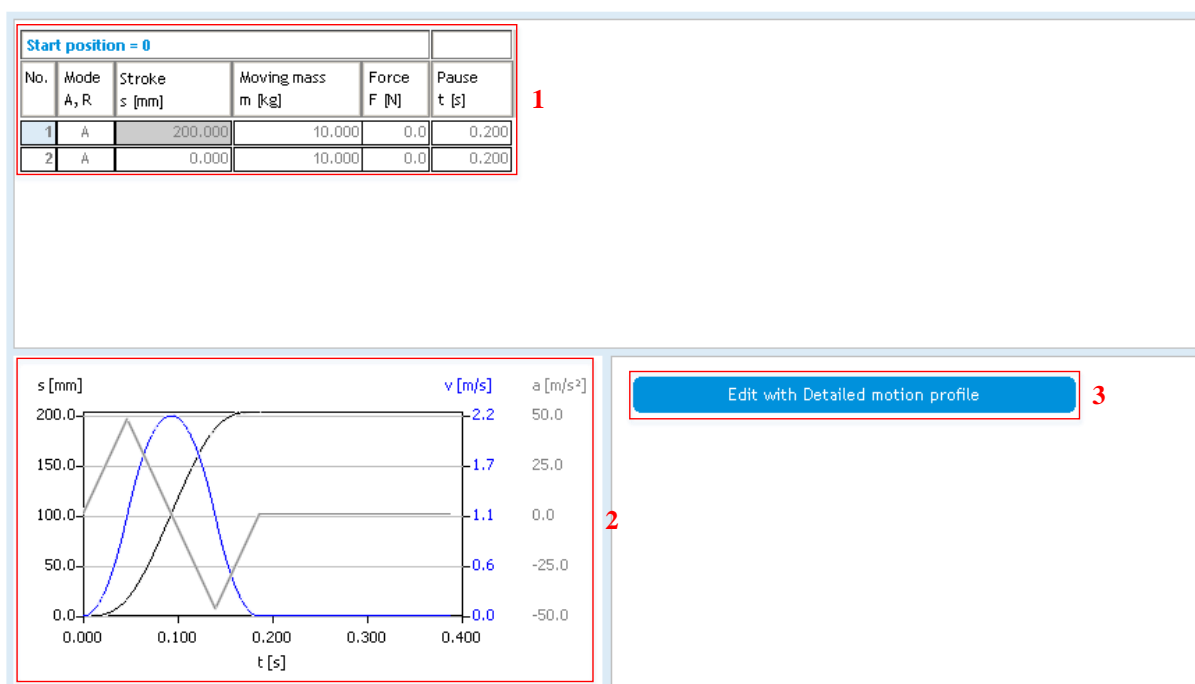 Start position = 0
No. Mode A, R Stroke s [mm] Moving mass m [kg] Force F [N] Pause t [s]
1 A 200.000 10.000 0.0 0.200
2 A 0.000 10.000 0.0 0.200
1
s [mm] v [m/s] a [m/s²]
200.0 2.2 50.0
150.0 1.7 25.0
100.0 1.1 0.0
50.0 0.6 -25.0
0.0 0.0 -50.0
0.000 0.100 0.200 0.300 0.400
t [s]
2
Edit with Detailed motion profile
3